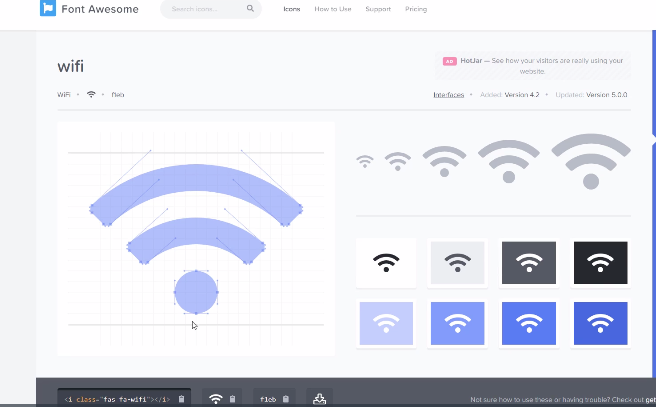 Font Awesome
Search icons...
Icons
How to Use
Support
Pricing
wifi
AD HotJar — See how your visitors are really using your
website.
WiFi • • f1eb
Interfaces • Added: Version 4.2 • Updated: Version 5.0.0
<i class="fas fa-wifi"></i>
f1eb
Not sure how to use these or having trouble? Check out get